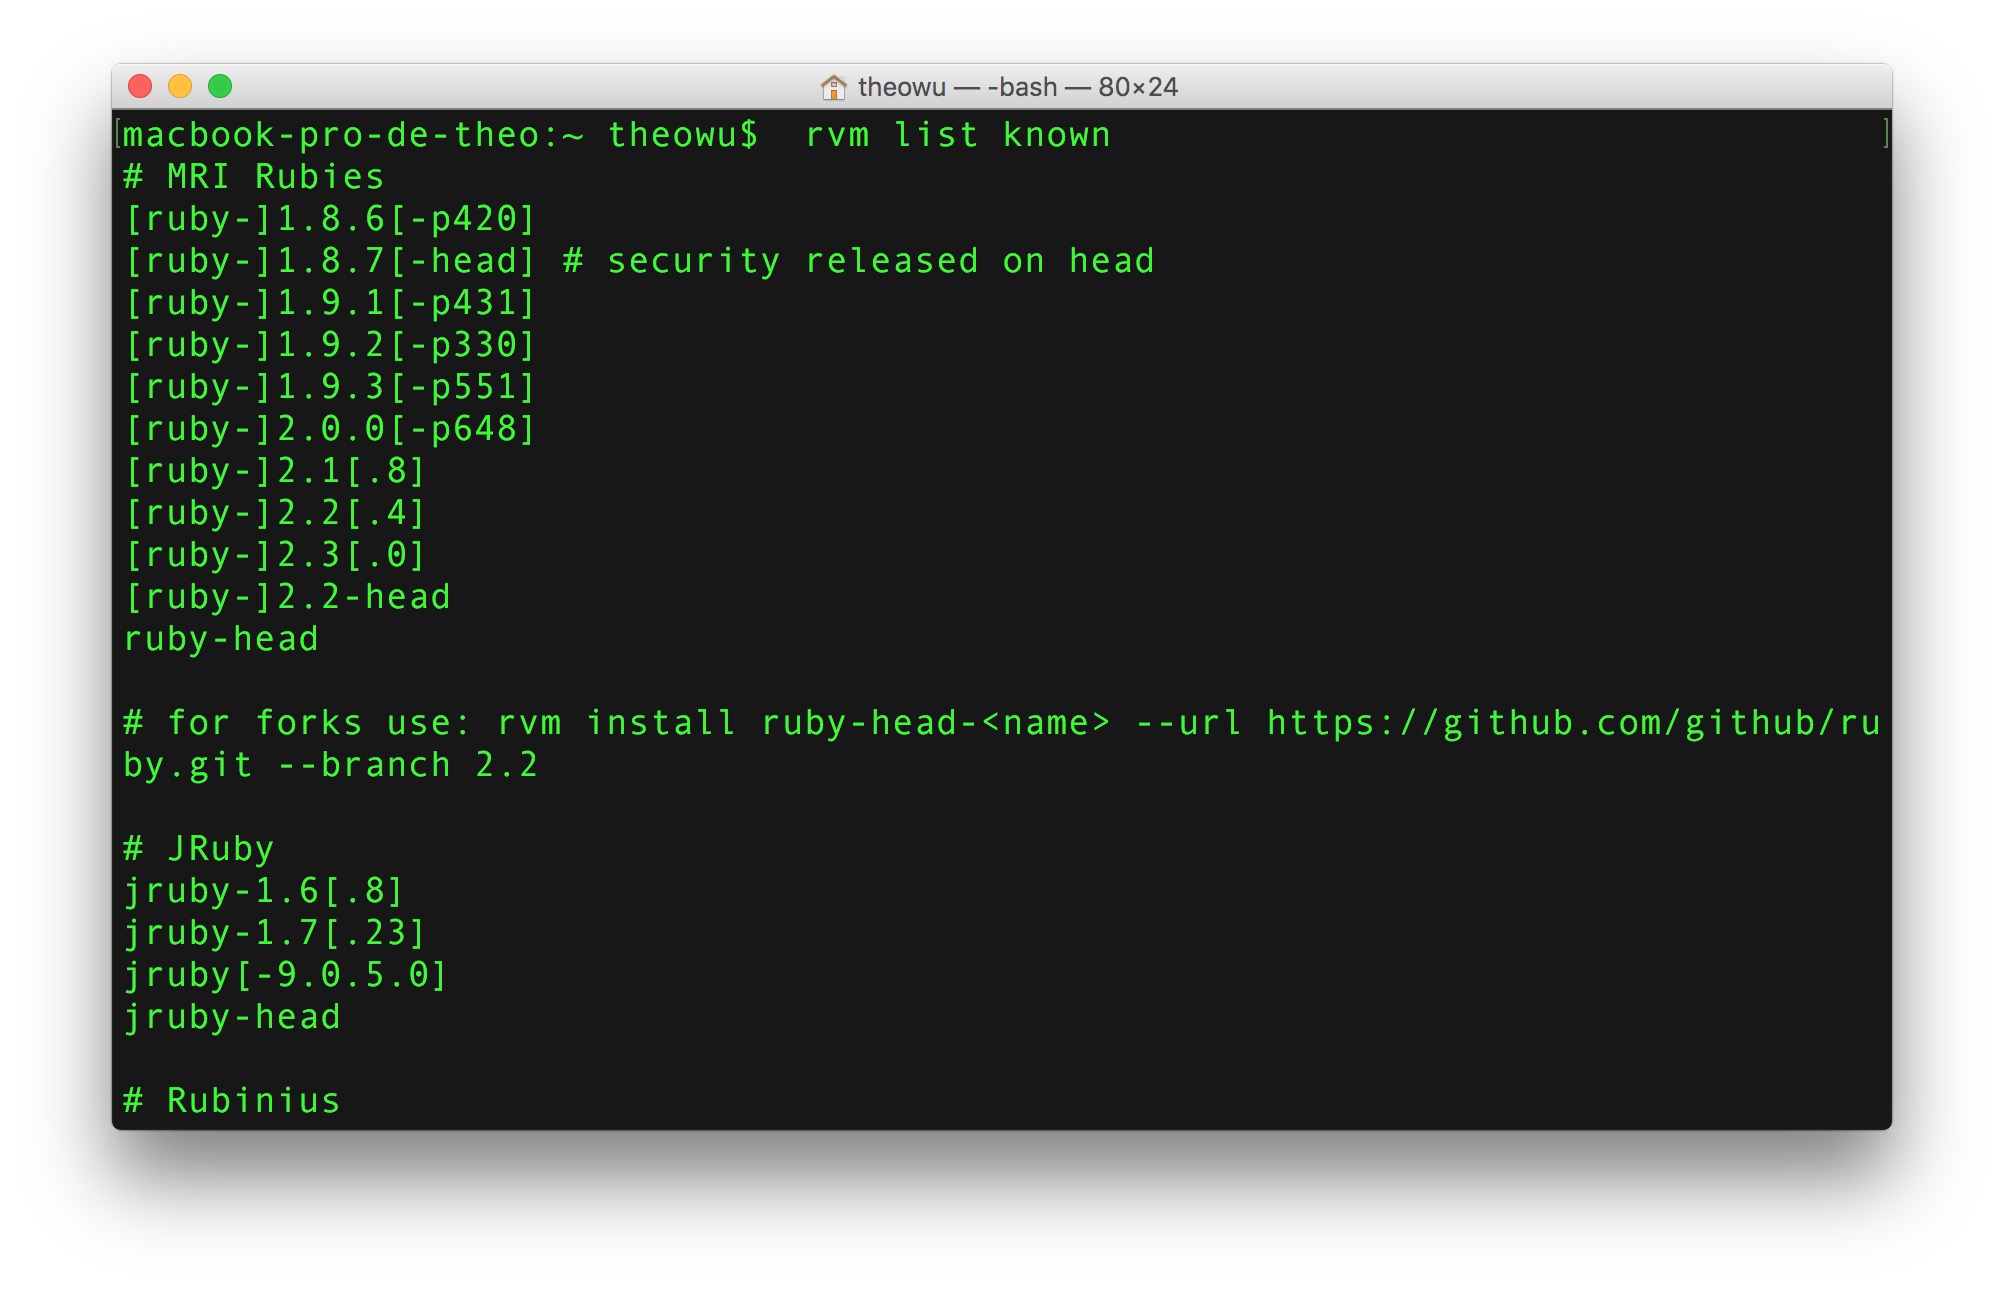 theowu — -bash — 80×24
[macbook-pro-de-theo:~ theowu$  rvm list known ]
# MRI Rubies
[ruby-]1.8.6[-p420]
[ruby-]1.8.7[-head] # security released on head
[ruby-]1.9.1[-p431]
[ruby-]1.9.2[-p330]
[ruby-]1.9.3[-p551]
[ruby-]2.0.0[-p648]
[ruby-]2.1[.8]
[ruby-]2.2[.4]
[ruby-]2.3[.0]
[ruby-]2.2-head
ruby-head
# for forks use: rvm install ruby-head-<name> --url https://github.com/github/ru
by.git --branch 2.2
# JRuby
jruby-1.6[.8]
jruby-1.7[.23]
jruby[-9.0.5.0]
jruby-head
# Rubinius